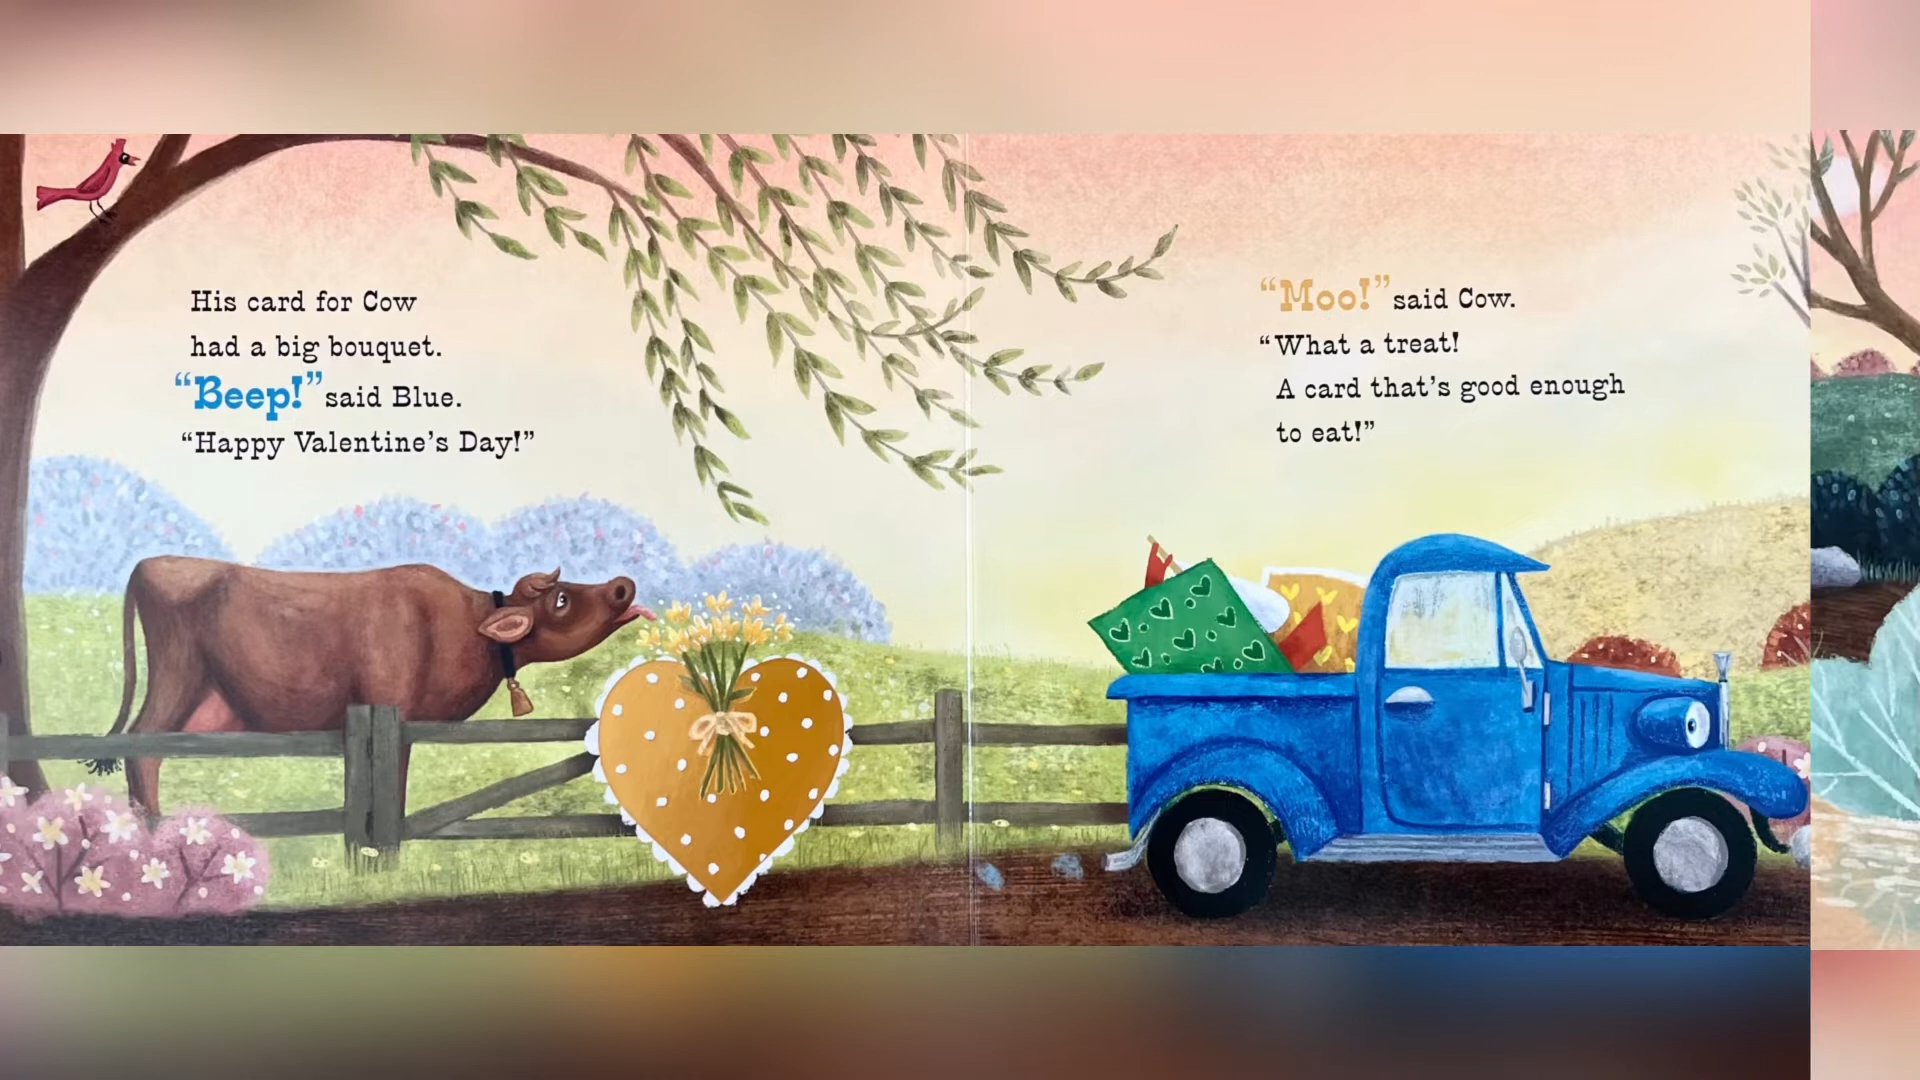 His card for Cow
had a big bouquet.
“Beep!” said Blue.
“Happy Valentine’s Day!”
“Moo!” said Cow.
“What a treat!
A card that’s good enough
to eat!”